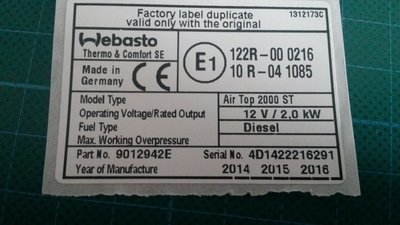 Factory label duplicate 1312173C
valid only with the original
Webasto
Thermo & Comfort SE
Made in
Germany
CE
E1
122R-00 0216
10 R-04 1085
Model Type Air Top 2000 ST
Operating Voltage/Rated Output 12 V / 2,0 kW
Fuel Type Diesel
Max. Working Overpressure
Part No. 9012942E Serial No. 4D1422216291
Year of Manufacture 2014 2015 2016